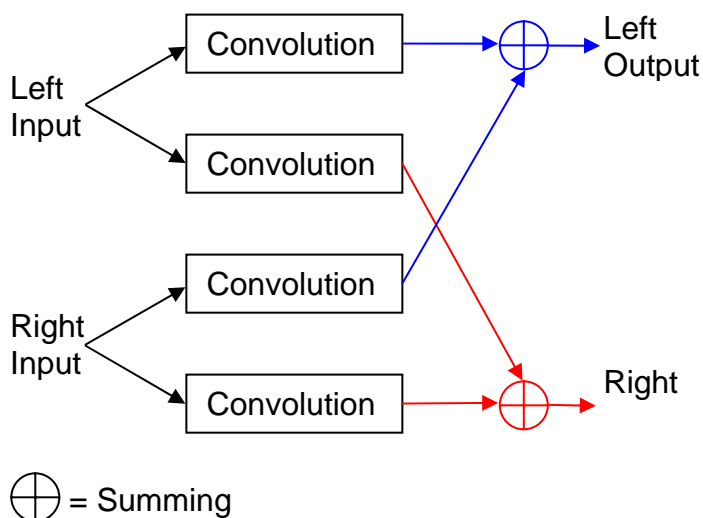 Convolution
Left
Output
Left
Input
Convolution
Convolution
Right
Input
Convolution
Right
= Summing